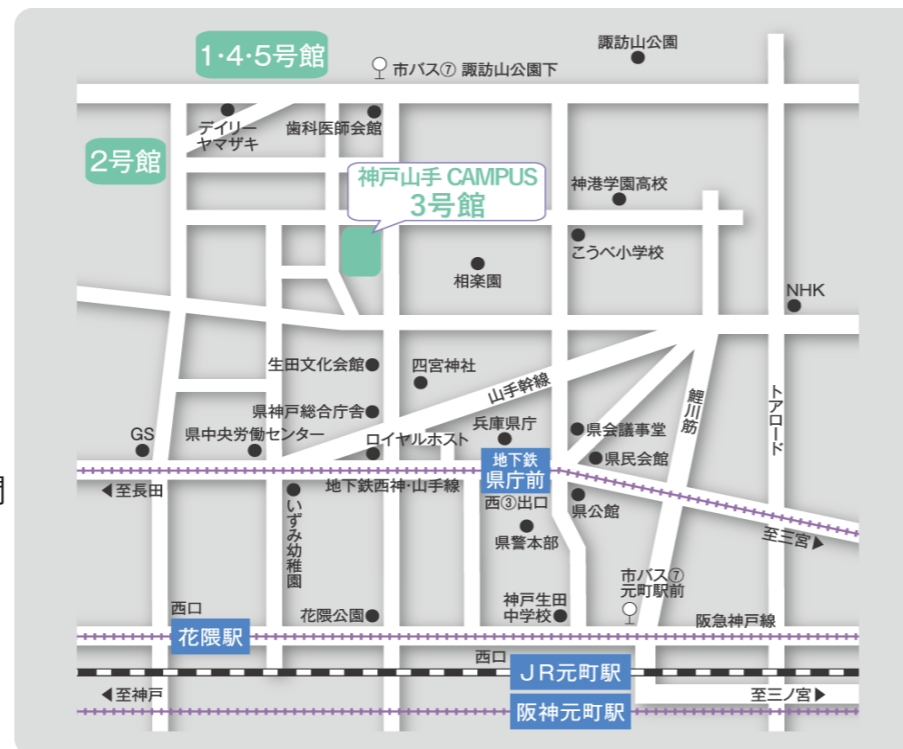 1・4・5号館
諏訪山公園
市バス⑦ 諏訪山公園下
デイリー
ヤマザキ
歯科医師会館
2号館
神戸山手 CAMPUS
3号館
神港学園高校
こうべ小学校
相楽園
NHK
生田文化会館
四宮神社
山手幹線
鯉川筋
トアロード
県神戸総合庁舎
兵庫県庁
県会議事堂
GS
県中央労働センター
ロイヤルホスト
地下鉄
県庁前
県民会館
◀至長田
地下鉄西神・山手線
西③出口
県公館
間
いずみ幼稚園
県警本部
至三宮▶
市バス⑦
元町駅前
西口
花隈公園
神戸生田
中学校
阪急神戸線
花隈駅
西口
JR元町駅
◀至神戸
至三ノ宮▶
阪神元町駅